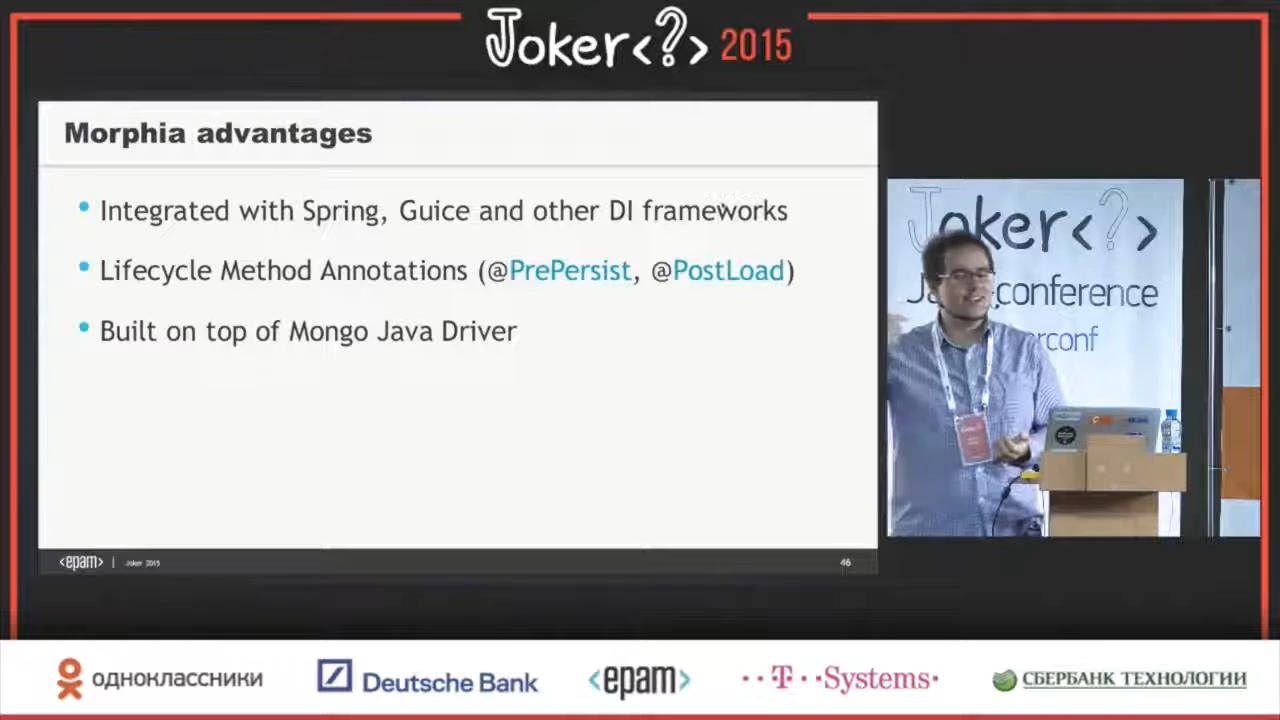 Joker<?> 2015
Morphia advantages
Integrated with Spring, Guice and other DI frameworks
Lifecycle Method Annotations (@PrePersist, @PostLoad)
Built on top of Mongo Java Driver
<epam> | Joker 2015
46
Joker<?>
conference
одноклассники
Deutsche Bank
<epam>
··T··Systems·
СБЕРБАНК ТЕХНОЛОГИИ